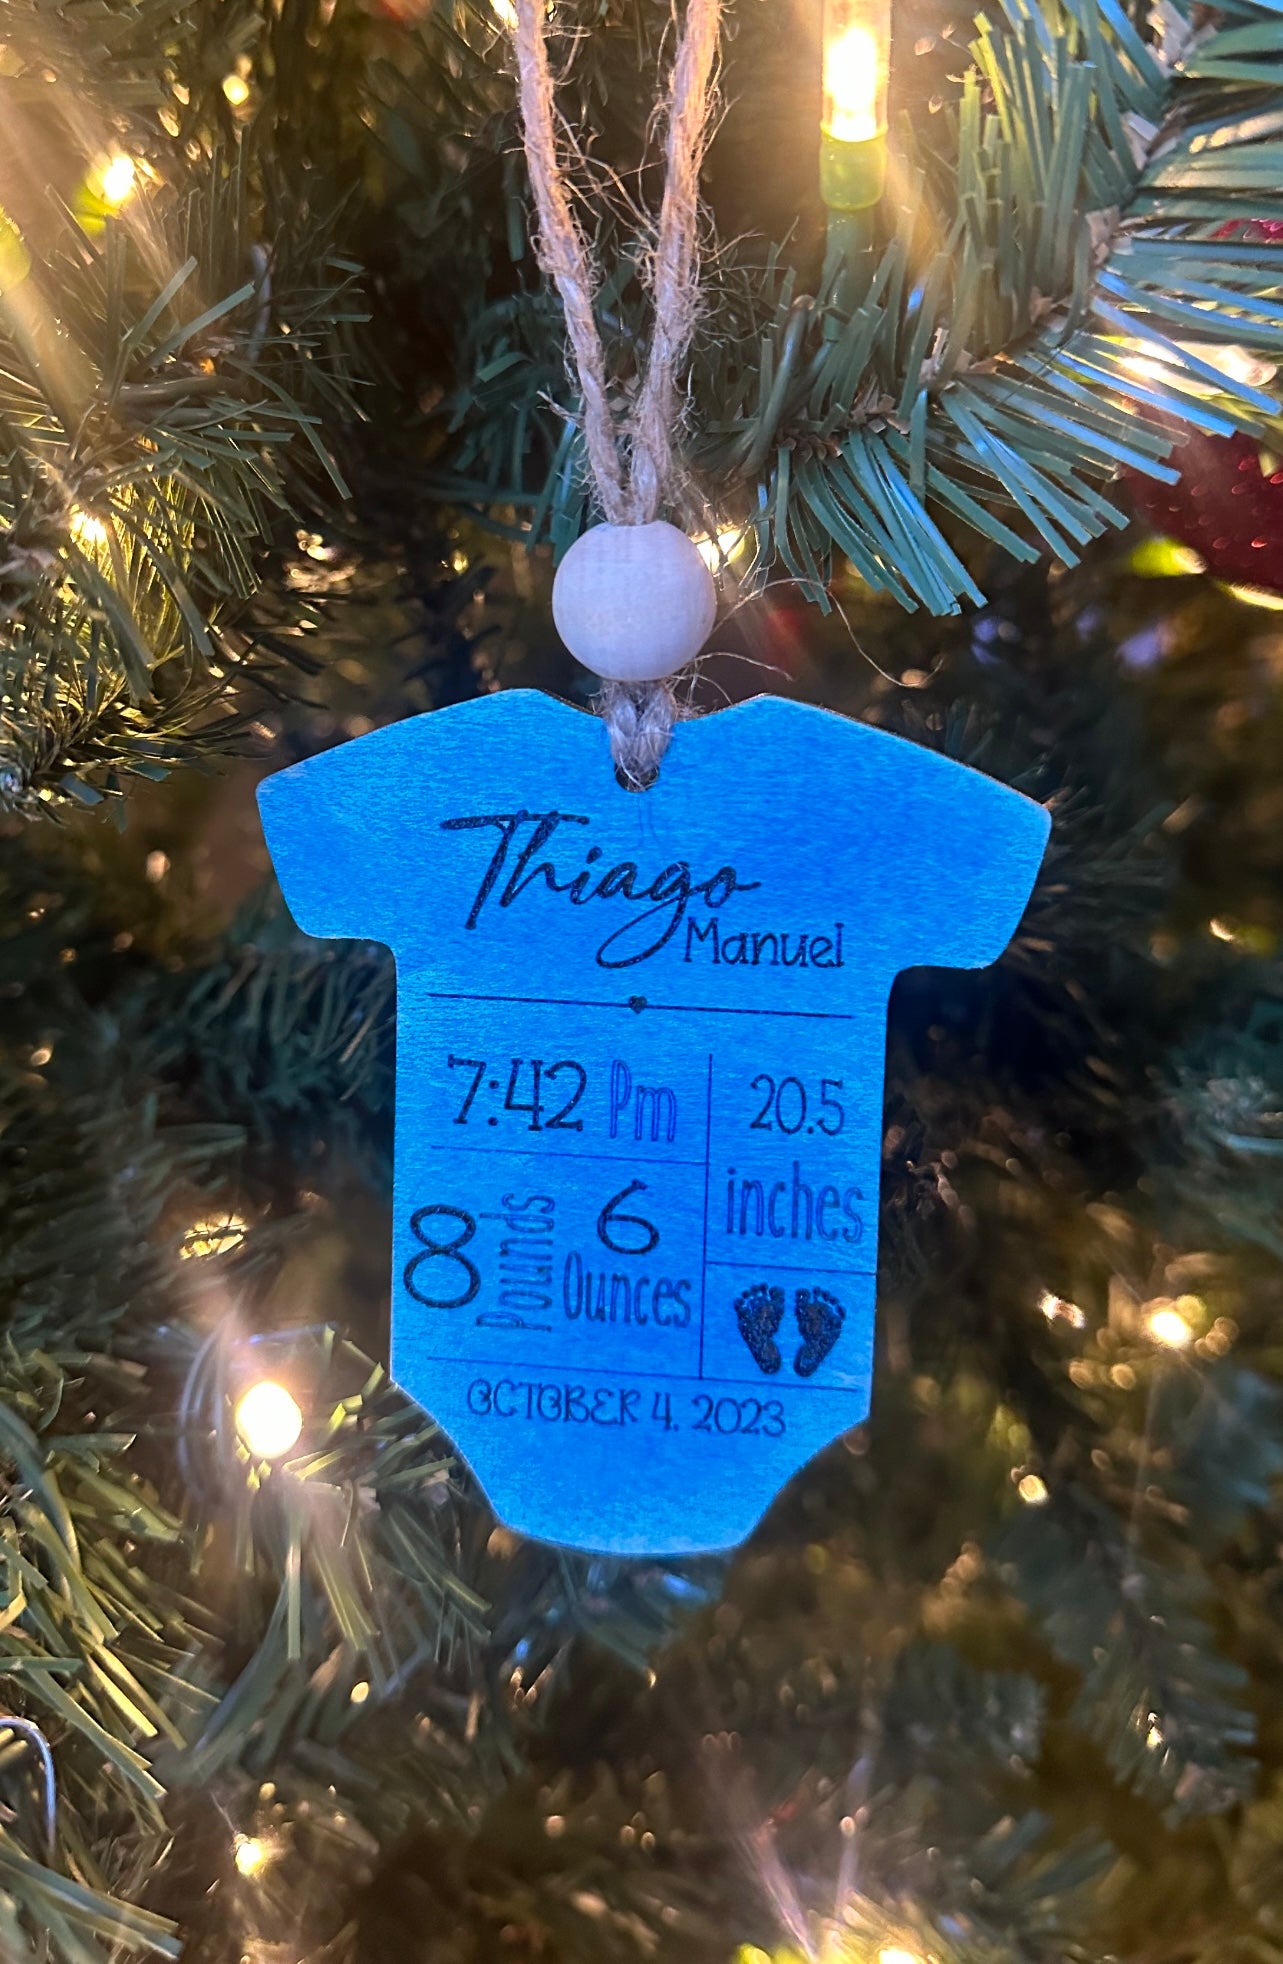 Thiago
Manuel
7:42 Pm
20.5
inches
8 Pounds 6
Ounces
OCTOBER 4, 2023